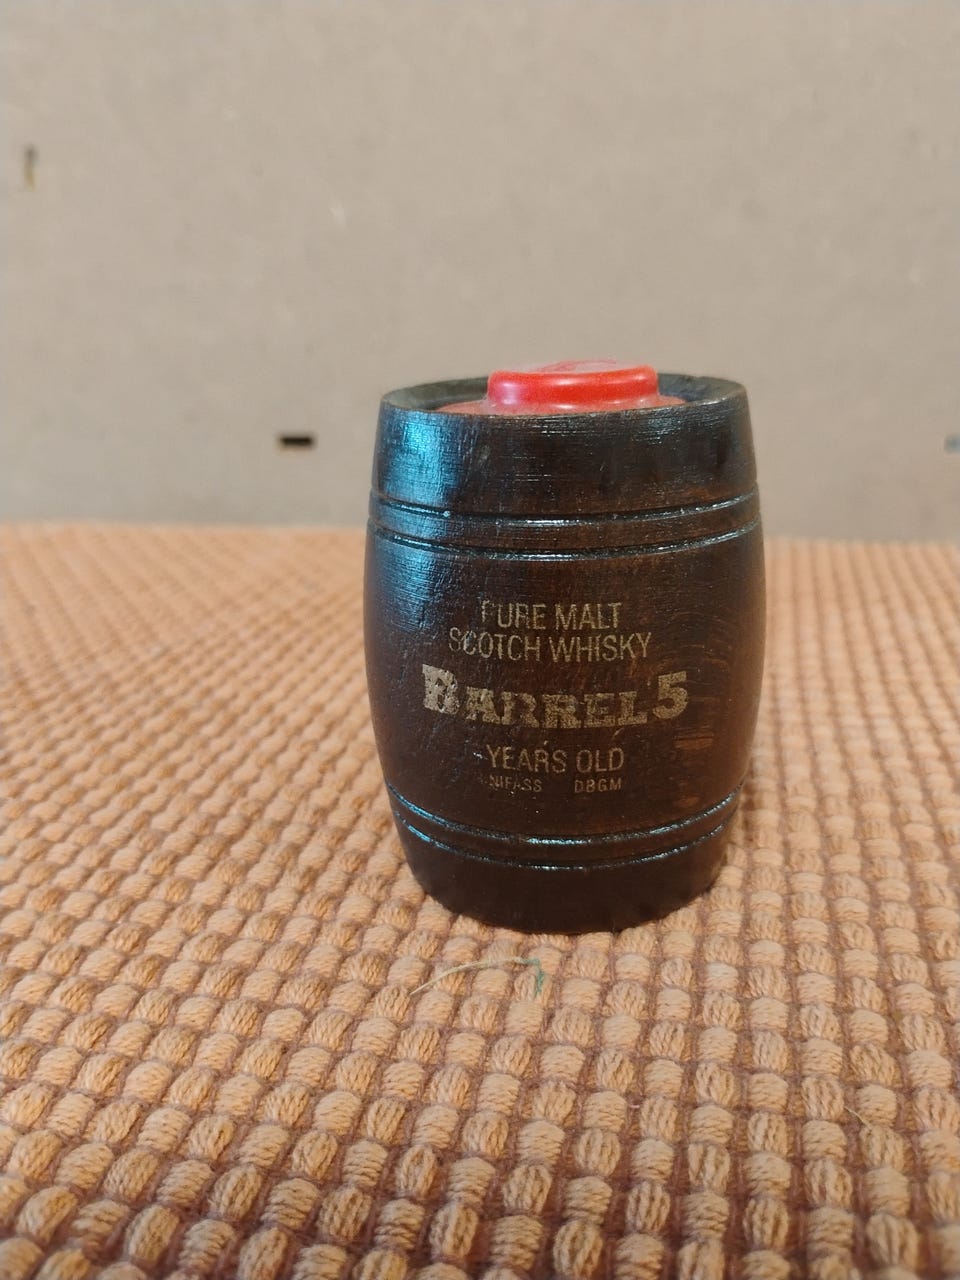 PURE MALT
SCOTCH WHISKY
BARREL 5
YEARS OLD
DBGM